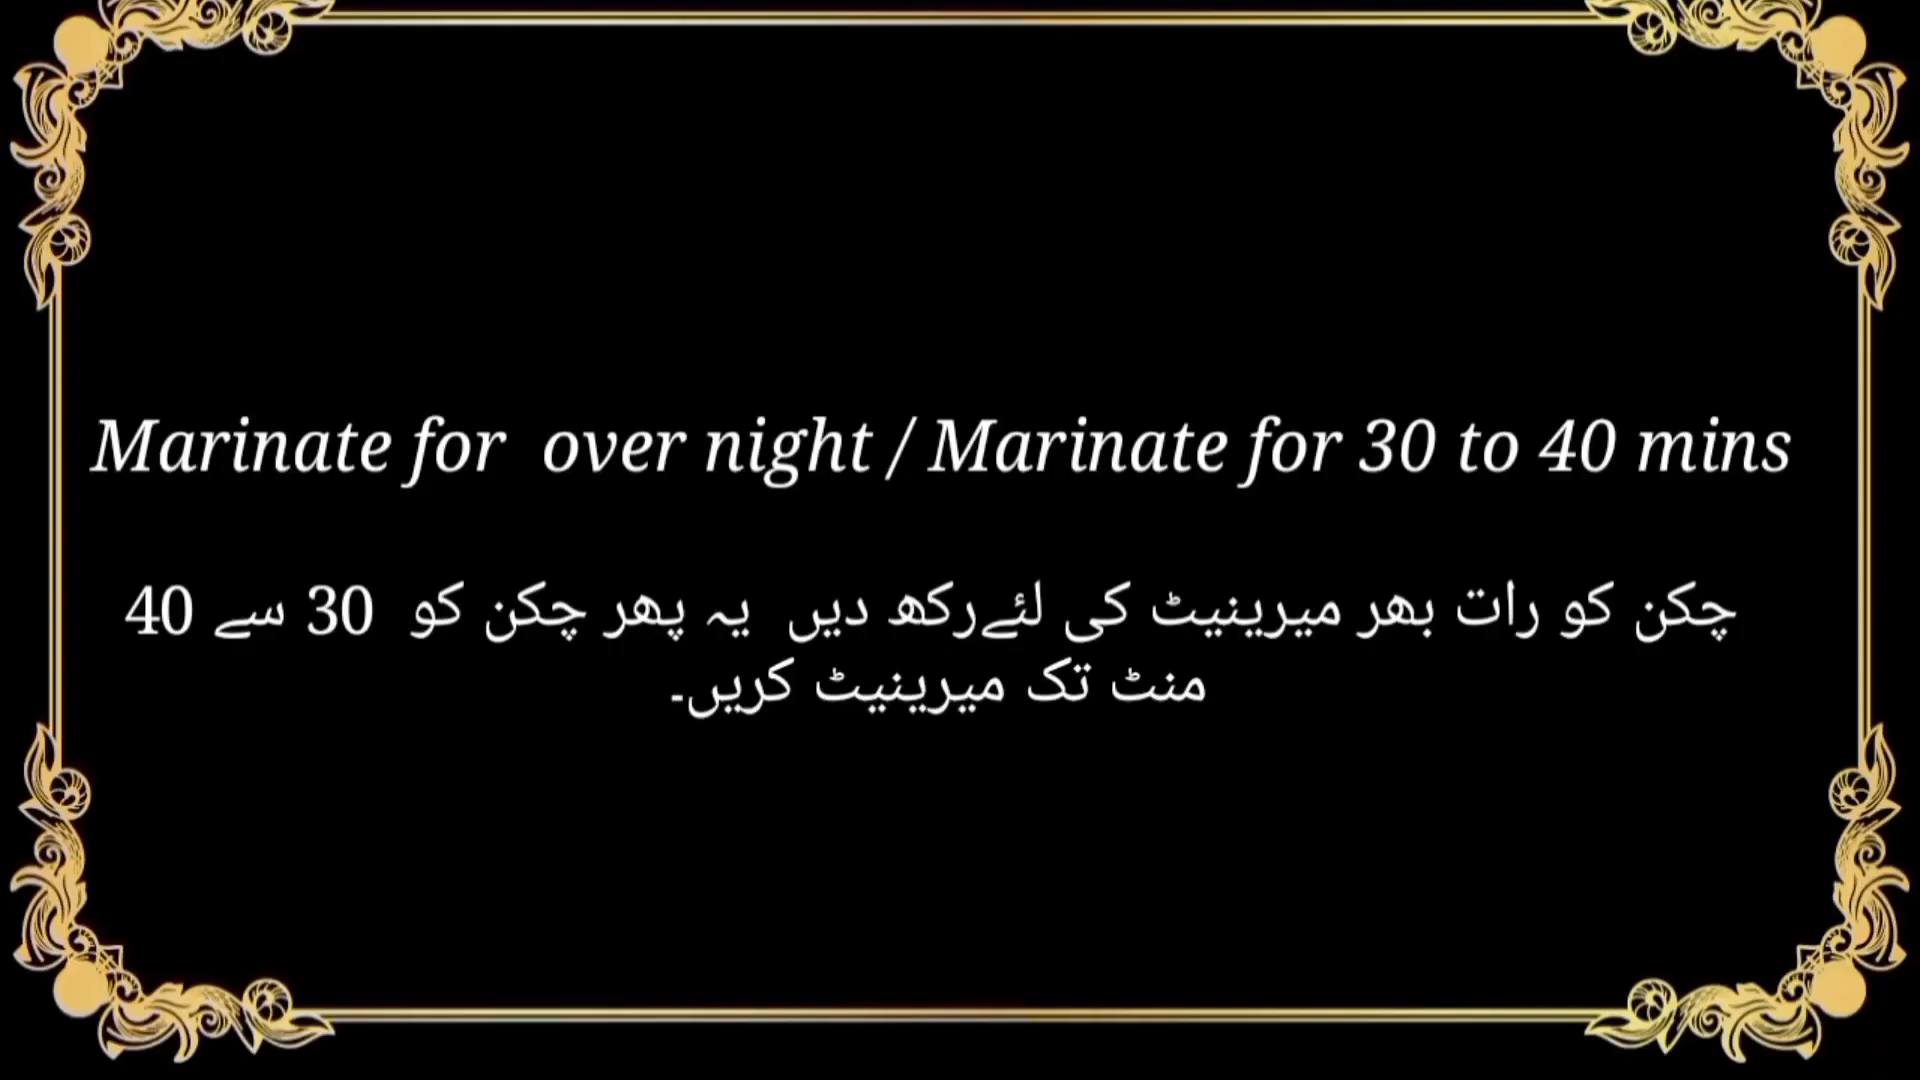 Marinate for  over night / Marinate for 30 to 40 mins
چکن کو رات بھر میرینیٹ کی لئےرکھ دیں  یہ پھر چکن کو  30 سے 40
منٹ تک میرینیٹ کریں۔